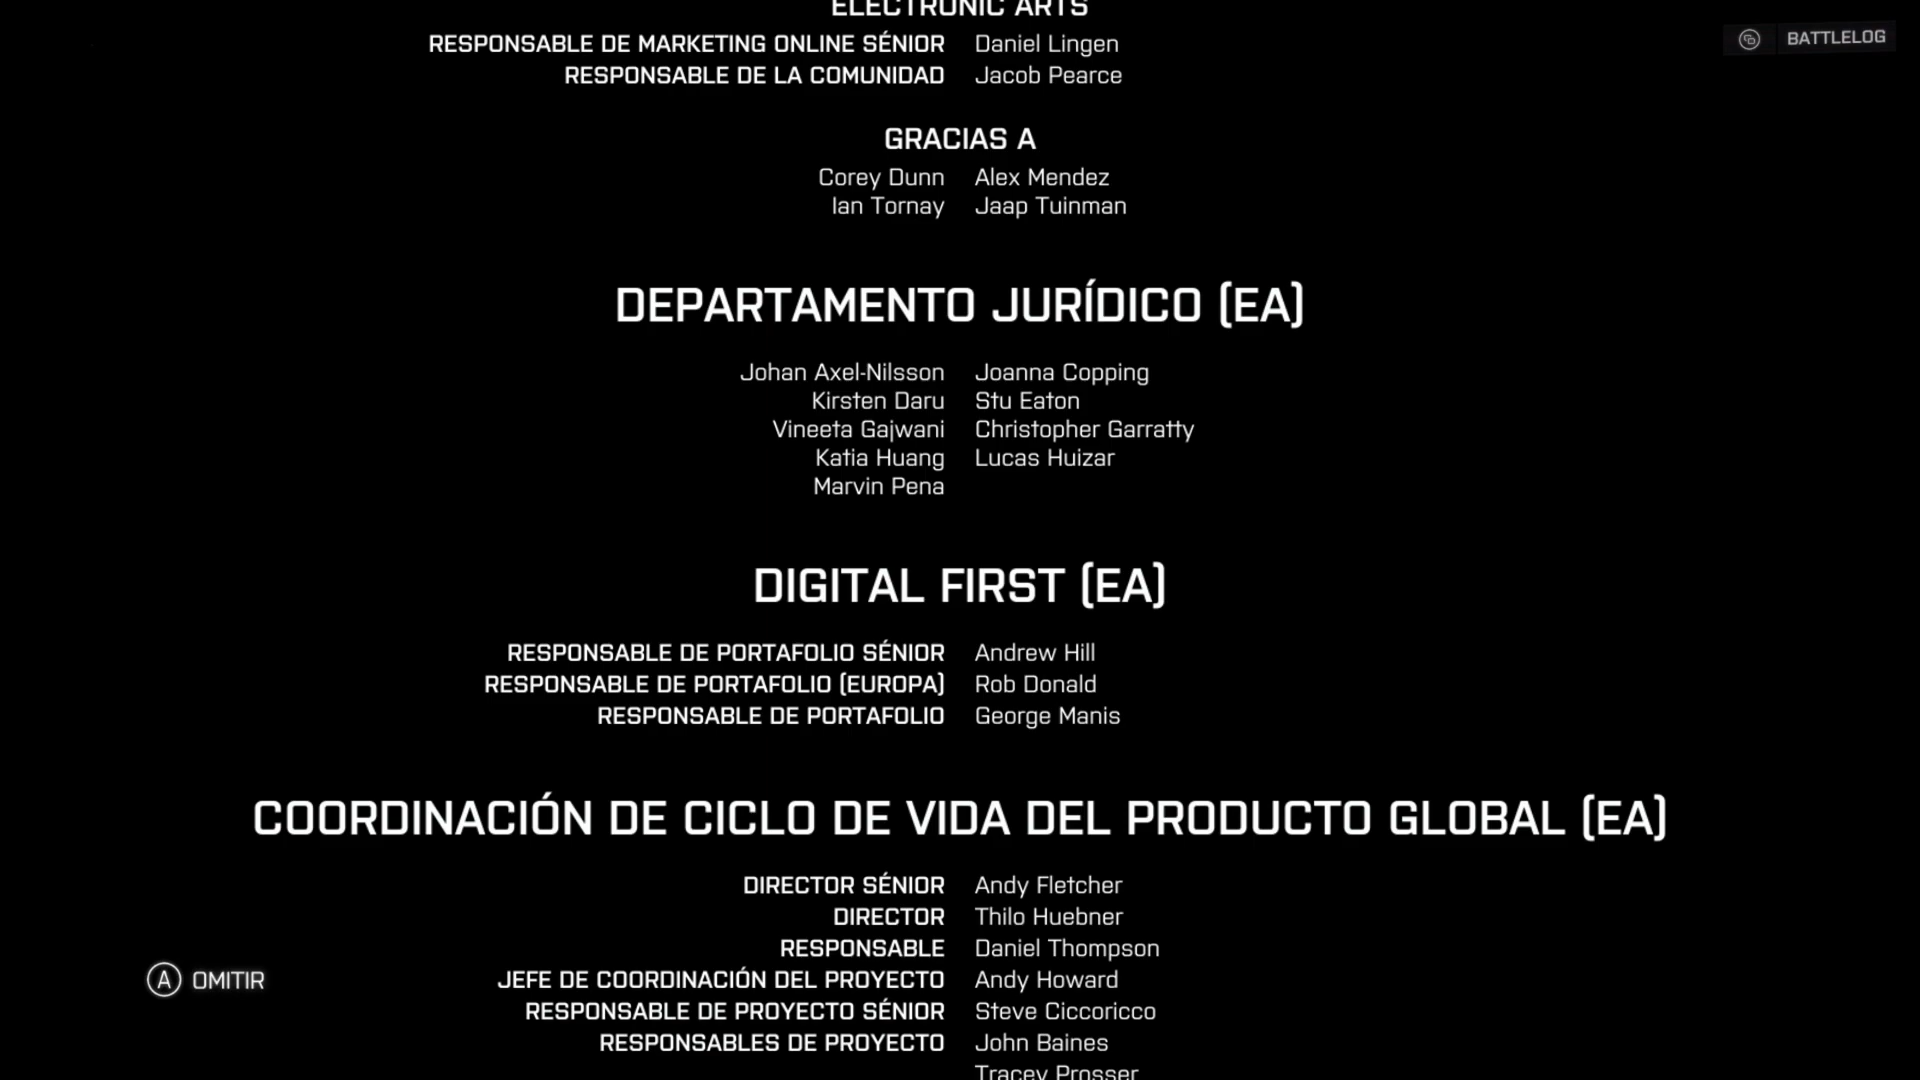 ELECTRONIC ARTS
BATTLELOG
RESPONSABLE DE MARKETING ONLINE SÉNIOR Daniel Lingen
RESPONSABLE DE LA COMUNIDAD Jacob Pearce
GRACIAS A
Corey Dunn Alex Mendez
Ian Tornay Jaap Tuinman
DEPARTAMENTO JURÍDICO (EA)
Johan Axel-Nilsson Joanna Copping
Kirsten Daru Stu Eaton
Vineeta Gajwani Christopher Garratty
Katia Huang Lucas Huizar
Marvin Pena
DIGITAL FIRST (EA)
RESPONSABLE DE PORTAFOLIO SÉNIOR Andrew Hill
RESPONSABLE DE PORTAFOLIO (EUROPA) Rob Donald
RESPONSABLE DE PORTAFOLIO George Manis
COORDINACIÓN DE CICLO DE VIDA DEL PRODUCTO GLOBAL (EA)
DIRECTOR SÉNIOR Andy Fletcher
DIRECTOR Thilo Huebner
RESPONSABLE Daniel Thompson
JEFE DE COORDINACIÓN DEL PROYECTO Andy Howard
A OMITIR
RESPONSABLE DE PROYECTO SÉNIOR Steve Ciccoricco
RESPONSABLES DE PROYECTO John Baines
Tracey Prosser